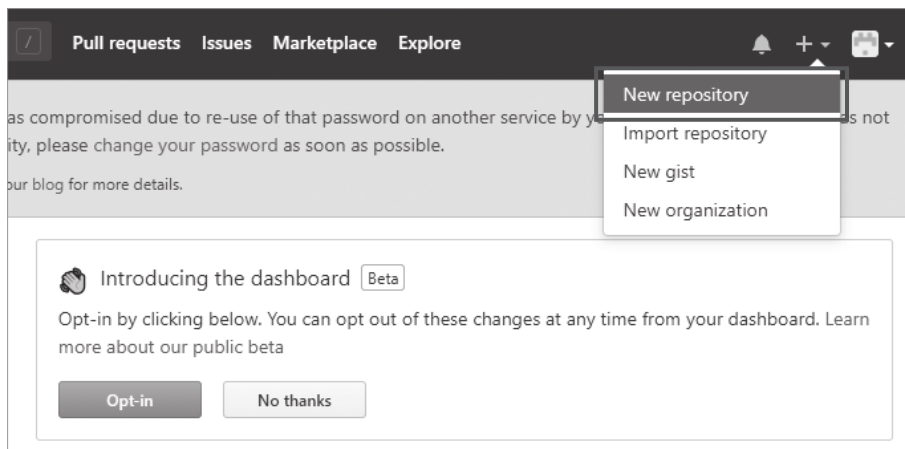 / Pull requests Issues Marketplace Explore
New repository
Import repository
New gist
New organization
as compromised due to re-use of that password on another service by y s not
ity, please change your password as soon as possible.
our blog for more details.
Introducing the dashboard Beta
Opt-in by clicking below. You can opt out of these changes at any time from your dashboard. Learn
more about our public beta
Opt-in No thanks